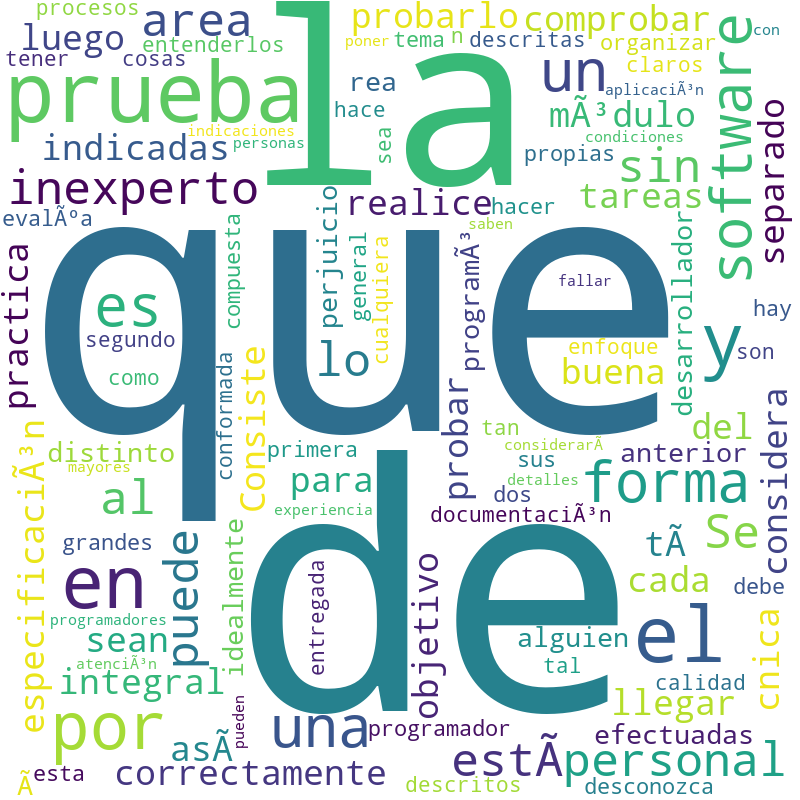 procesos
area
luego
entenderlos
tener
cosas
prueba
indicaciones
personas
indicadas
inexperto
evalÃºa
la
probarlo
poner
tema
n
descritas
comprobar
organizar
claros
con
rea
hace
sea
un
aplicaciÃ³n
mÃ³dulo
condiciones
propias
sin
tareas
software
separado
realice
hacer
saben
practica
compuesta
perjuicio
general
cualquiera
programÃ³
desarrollador
que
es
segundo
como
lo
fallar
enfoque
buena
y
hay
son
conformada
Consiste
probar
distinto
mayores
al
primera
para
experiencia
tan
considerarÃ
sus
detalles
dos
del
anterior
forma
Se
considera
especificaciÃ³n
grandes
en
puede
idealmente
documentaciÃ³n
tÃ
cada
debe
programadores
sean
atenciÃ³n
integral
de
entregada
objetivo
alguien
tal
el
calidad
cnica
por
pueden
una
asÃ
programador
llegar
efectuadas
Ã
esta
correctamente
estÃ
personal
descritos
desconozca